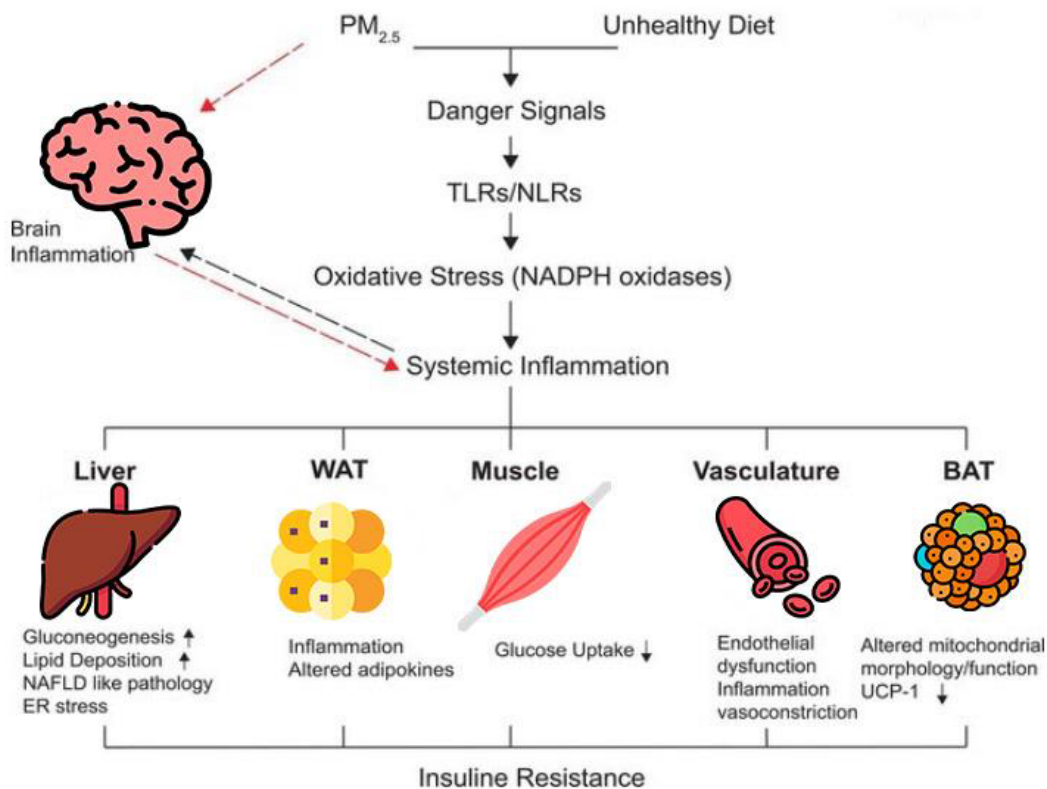 PM2.5
Unhealthy Diet
Danger Signals
TLRs/NLRs
Brain
Inflammation
Oxidative Stress (NADPH oxidases)
Systemic Inflammation
Liver
WAT
Muscle
Vasculature
BAT
Gluconeogenesis ↑
Lipid Deposition ↑
NAFLD like pathology
ER stress
Inflammation
Altered adipokines
Glucose Uptake ↓
Endothelial
dysfunction
Inflammation
vasoconstriction
Altered mitochondrial
morphology/function
UCP-1 ↓
Insuline Resistance